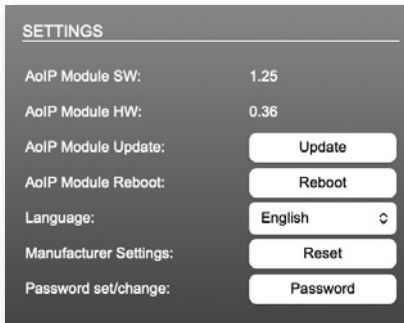 SETTINGS
AoIP Module SW: 1.25
AoIP Module HW: 0.36
AoIP Module Update: Update
AoIP Module Reboot: Reboot
Language: English
Manufacturer Settings: Reset
Password set/change: Password